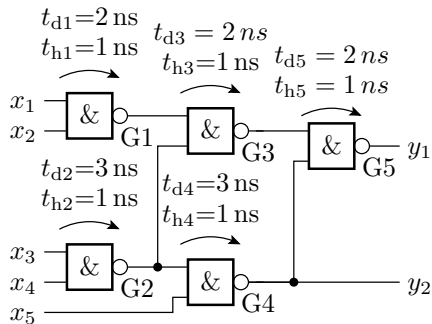 t_d1=2 ns
t_h1=1 ns
t_d3 = 2 ns
t_h3=1 ns
t_d5 = 2 ns
t_h5 = 1 ns
x_1
x_2
&
G1
&
G3
&
G5
y_1
t_d2=3 ns
t_h2=1 ns
t_d4=3 ns
t_h4=1 ns
x_3
x_4
&
G2
&
G4
y_2
x_5